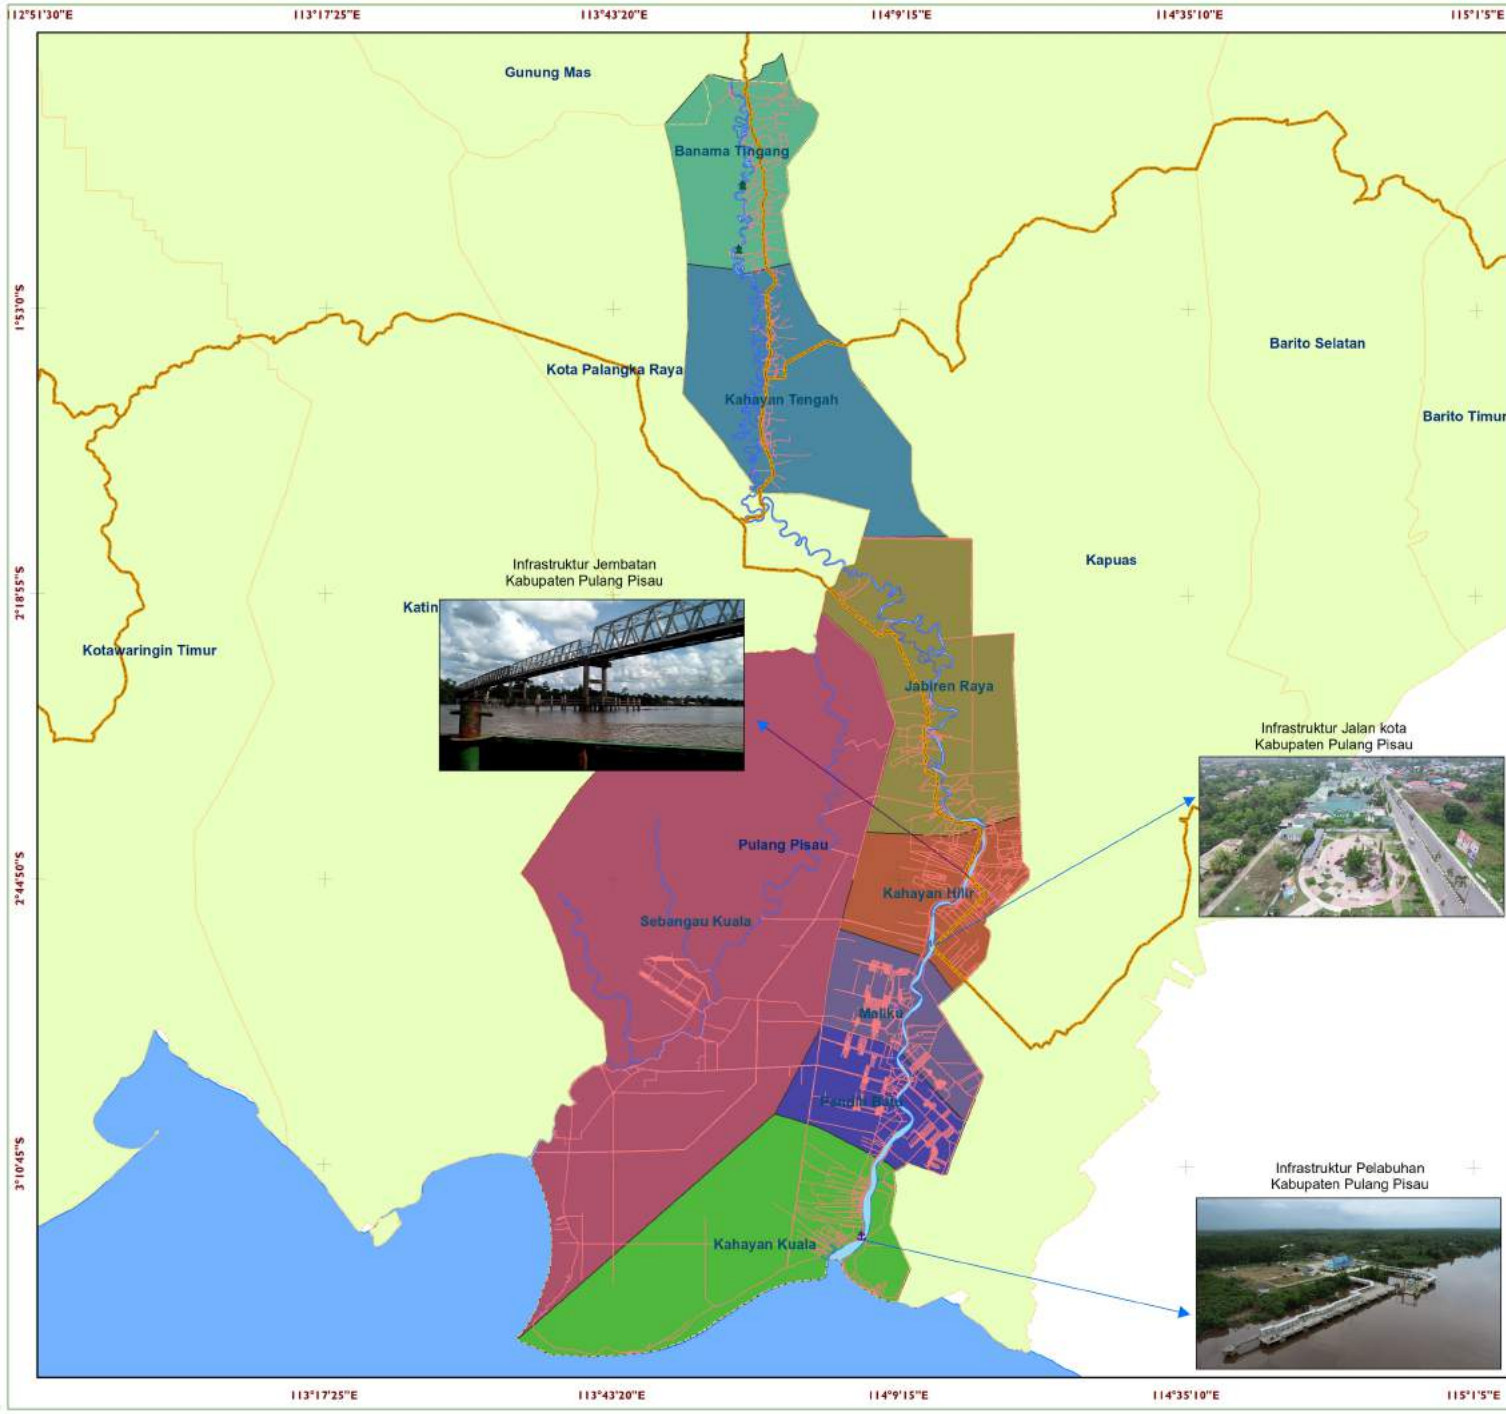 112°51'30"E 113°17'25"E 113°43'20"E 114°9'15"E 114°35'10"E 115°1'5"E
Gunung Mas
Banama Tingang
1°53'0"S
Barito Selatan
Kota Palangka Raya
Kahayan Tengah
Barito Timur
Kapuas
Infrastruktur Jembatan
Kabupaten Pulang Pisau
2°18'55"S
Katin
Kotawaringin Timur
Jabiren Raya
Infrastruktur Jalan kota
Kabupaten Pulang Pisau
Pulang Pisau
2°44'50"S
Kahayan Hilir
Sebangau Kuala
Maliku
Pandih Batu
3°10'45"S
Infrastruktur Pelabuhan
Kabupaten Pulang Pisau
Kahayan Kuala
113°17'25"E 113°43'20"E 114°9'15"E 114°35'10"E 115°1'5"E